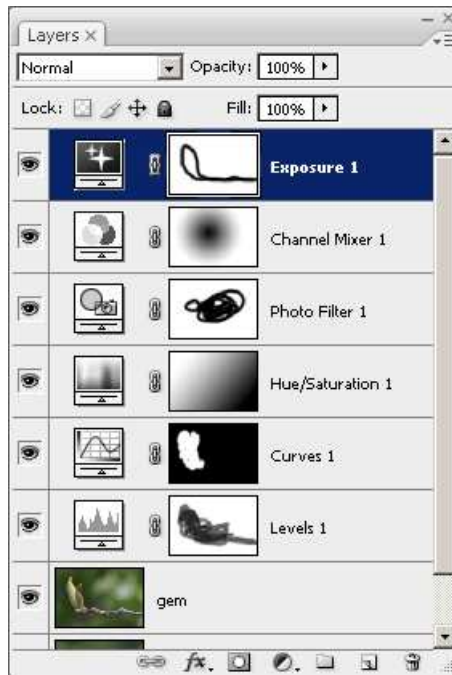 Layers ×
Normal Opacity: 100%
Lock: Fill: 100%
Exposure 1
Channel Mixer 1
Photo Filter 1
Hue/Saturation 1
Curves 1
Levels 1
gem
fx.